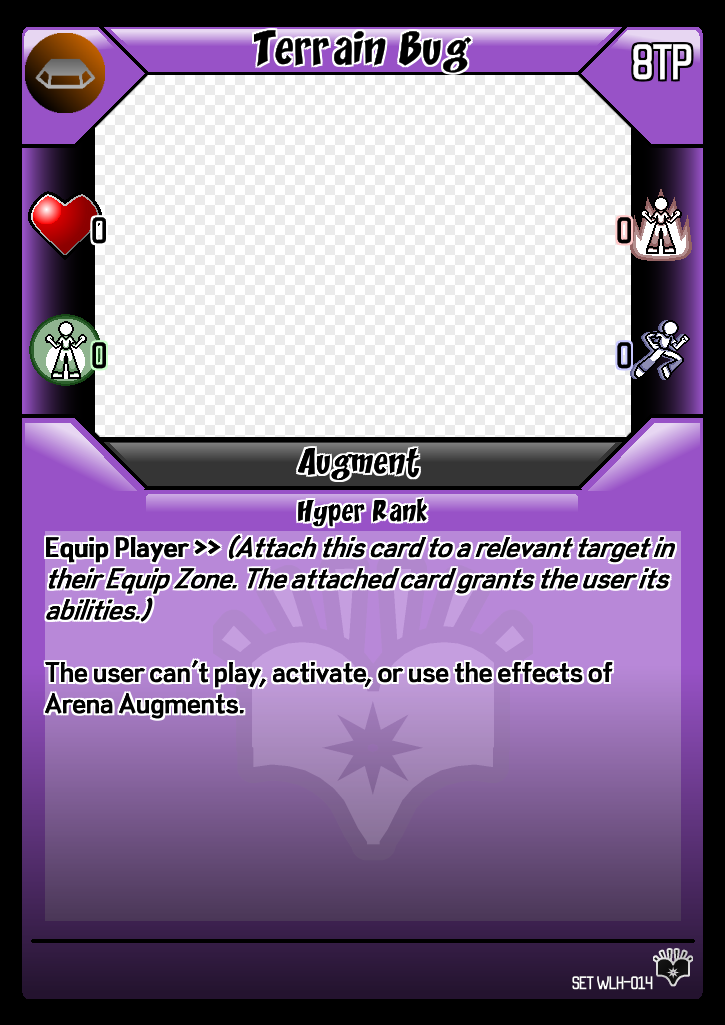 Terrain Bug
8TP
0
0
0
0
Augment
Hyper Rank
Equip Player >> (Attach this card to a relevant target in
their Equip Zone. The attached card grants the user its
abilities.)
The user can't play, activate, or use the effects of
Arena Augments.
SET WLH-014